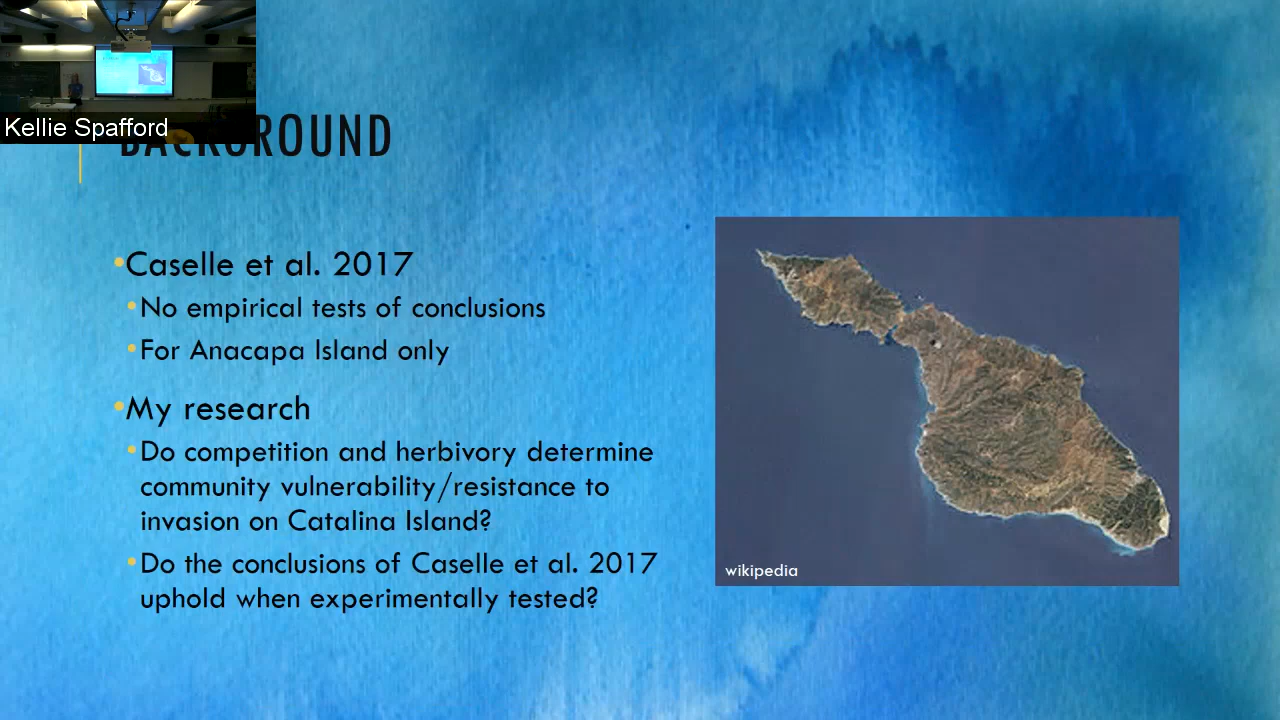 Kellie Spafford
BACKGROUND
•Caselle et al. 2017
•No empirical tests of conclusions
•For Anacapa Island only
•My research
•Do competition and herbivory determine
community vulnerability/resistance to
invasion on Catalina Island?
•Do the conclusions of Caselle et al. 2017
uphold when experimentally tested?
wikipedia